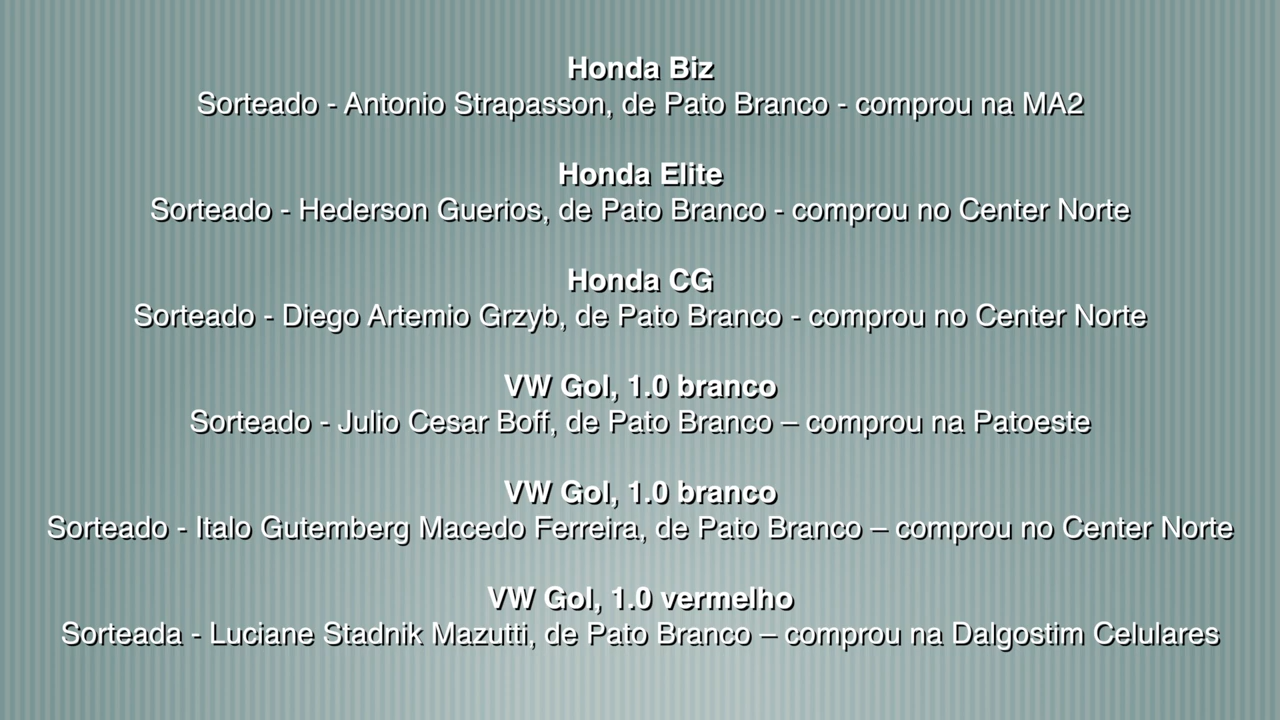 Honda Biz
Sorteado - Antonio Strapasson, de Pato Branco - comprou na MA2
Honda Elite
Sorteado - Hederson Guerios, de Pato Branco - comprou no Center Norte
Honda CG
Sorteado - Diego Artemio Grzyb, de Pato Branco - comprou no Center Norte
VW Gol, 1.0 branco
Sorteado - Julio Cesar Boff, de Pato Branco – comprou na Patoeste
VW Gol, 1.0 branco
Sorteado - Italo Gutemberg Macedo Ferreira, de Pato Branco – comprou no Center Norte
VW Gol, 1.0 vermelho
Sorteada - Luciane Stadnik Mazutti, de Pato Branco – comprou na Dalgostim Celulares